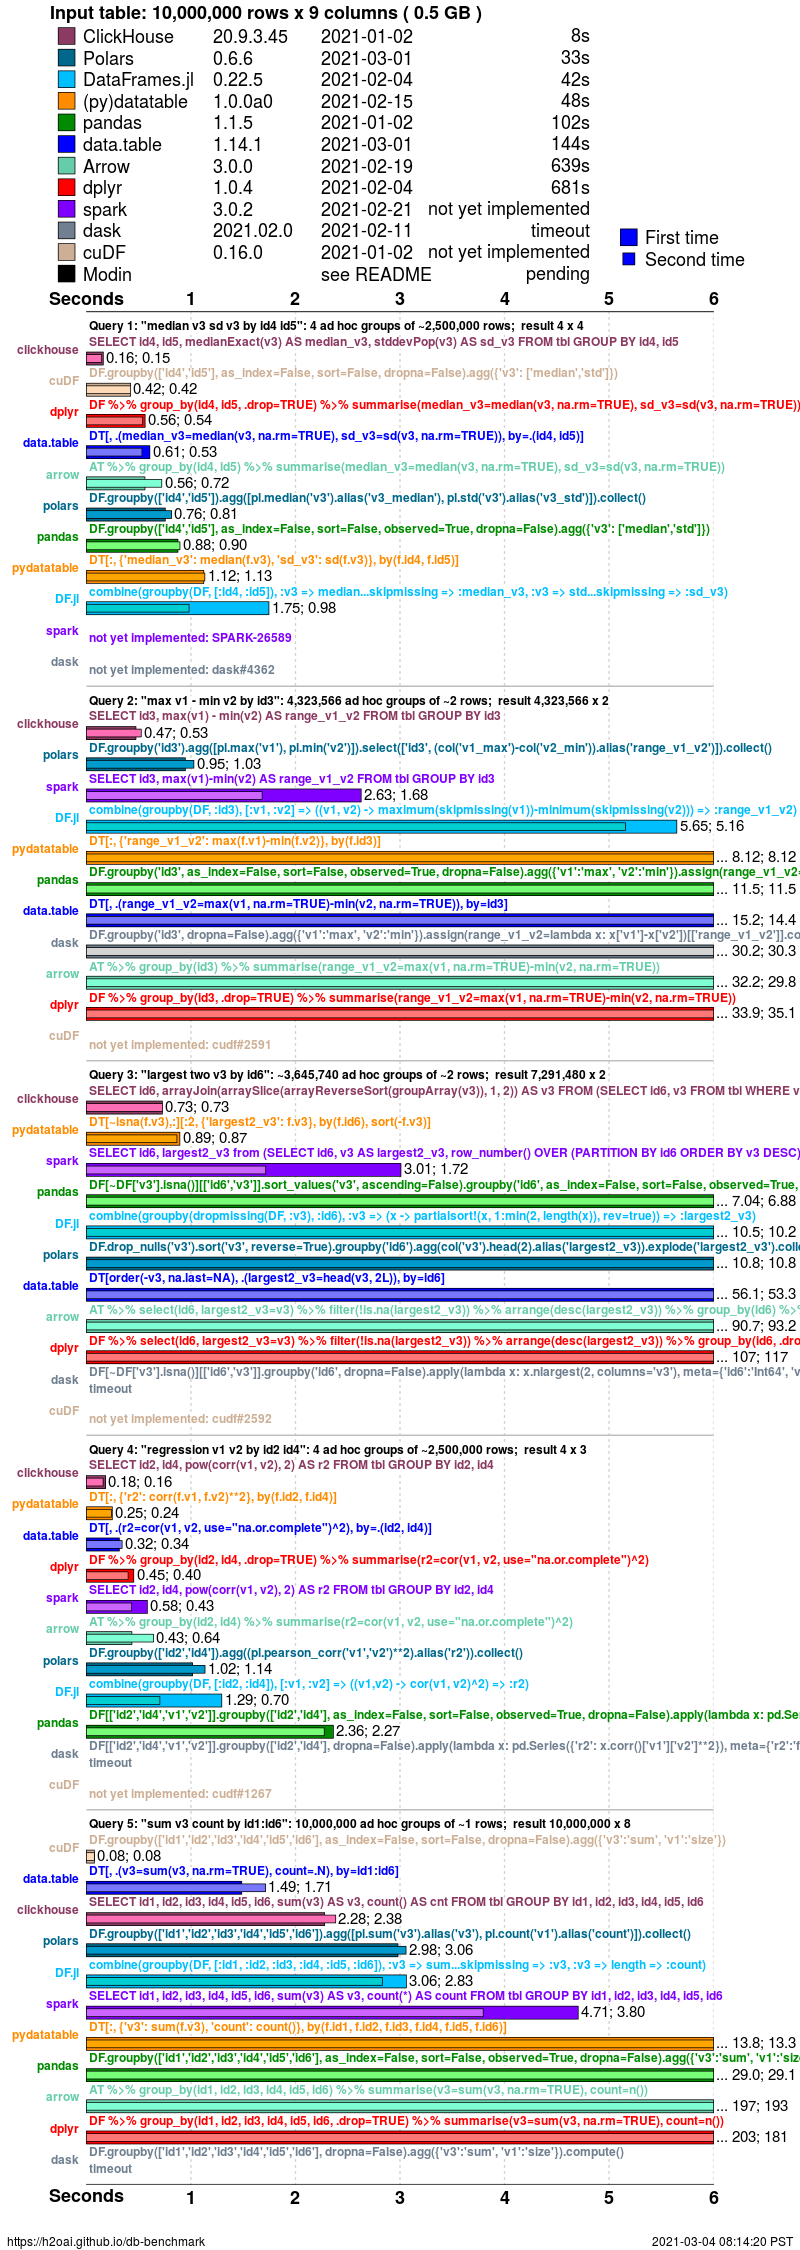 Input table: 10,000,000 rows x 9 columns ( 0.5 GB )
ClickHouse 20.9.3.45 2021-01-02 8s
Polars 0.6.6 2021-03-01 33s
DataFrames.jl 0.22.5 2021-02-04 42s
(py)datatable 1.0.0a0 2021-02-15 48s
pandas 1.1.5 2021-01-02 102s
data.table 1.14.1 2021-03-01 144s
Arrow 3.0.0 2021-02-19 639s
dplyr 1.0.4 2021-02-04 681s
spark 3.0.2 2021-02-21 not yet implemented
dask 2021.02.0 2021-02-11 timeout
cuDF 0.16.0 2021-01-02 not yet implemented
Modin see README pending
First time
Second time
Seconds 1 2 3 4 5 6
Query 1: "median v3 sd v3 by id4 id5": 4 ad hoc groups of ~2,500,000 rows; result 4 x 4
SELECT id4, id5, medianExact(v3) AS median_v3, stddevPop(v3) AS sd_v3 FROM tbl GROUP BY id4, id5
clickhouse 0.16; 0.15
DF.groupby(['id4','id5'], as_index=False, sort=False, dropna=False).agg({'v3': ['median','std']})
cuDF 0.42; 0.42
DF %>% group_by(id4, id5, .drop=TRUE) %>% summarise(median_v3=median(v3, na.rm=TRUE), sd_v3=sd(v3, na.rm=TRUE))
dplyr 0.56; 0.54
DT[, .(median_v3=median(v3, na.rm=TRUE), sd_v3=sd(v3, na.rm=TRUE)), by=.(id4, id5)]
data.table 0.61; 0.53
AT %>% group_by(id4, id5) %>% summarise(median_v3=median(v3, na.rm=TRUE), sd_v3=sd(v3, na.rm=TRUE))
arrow 0.56; 0.72
DF.groupby(['id4','id5']).agg([pl.median('v3').alias('v3_median'), pl.std('v3').alias('v3_std')]).collect()
polars 0.76; 0.81
DF.groupby(['id4','id5'], as_index=False, sort=False, observed=True, dropna=False).agg({'v3': ['median','std']})
pandas 0.88; 0.90
DT[:, {'median_v3': median(f.v3), 'sd_v3': sd(f.v3)}, by(f.id4, f.id5)]
pydatatable 1.12; 1.13
combine(groupby(DF, [:id4, :id5]), :v3 => median...skipmissing => :median_v3, :v3 => std...skipmissing => :sd_v3)
DF.jl 1.75; 0.98
spark not yet implemented: SPARK-26589
dask not yet implemented: dask#4362
Query 2: "max v1 - min v2 by id3": 4,323,566 ad hoc groups of ~2 rows; result 4,323,566 x 2
SELECT id3, max(v1) - min(v2) AS range_v1_v2 FROM tbl GROUP BY id3
clickhouse 0.47; 0.53
DF.groupby('id3').agg([pl.max('v1'), pl.min('v2')]).select(['id3', (col('v1_max')-col('v2_min')).alias('range_v1_v2')]).collect()
polars 0.95; 1.03
SELECT id3, max(v1)-min(v2) AS range_v1_v2 FROM tbl GROUP BY id3
spark 2.63; 1.68
combine(groupby(DF, :id3), [:v1, :v2] => ((v1, v2) -> maximum(skipmissing(v1))-minimum(skipmissing(v2))) => :range_v1_v2)
DF.jl 5.65; 5.16
DT[:, {'range_v1_v2': max(f.v1)-min(f.v2)}, by(f.id3)]
pydatatable ... 8.12; 8.12
DF.groupby('id3', as_index=False, sort=False, observed=True, dropna=False).agg({'v1':'max', 'v2':'min'}).assign(range_v1_v2=
pandas ... 11.5; 11.5
DT[, .(range_v1_v2=max(v1, na.rm=TRUE)-min(v2, na.rm=TRUE)), by=id3]
data.table ... 15.2; 14.4
DF.groupby('id3', dropna=False).agg({'v1':'max', 'v2':'min'}).assign(range_v1_v2=lambda x: x['v1']-x['v2'])[['range_v1_v2']].co
dask ... 30.2; 30.3
AT %>% group_by(id3) %>% summarise(range_v1_v2=max(v1, na.rm=TRUE)-min(v2, na.rm=TRUE))
arrow ... 32.2; 29.8
DF %>% group_by(id3, .drop=TRUE) %>% summarise(range_v1_v2=max(v1, na.rm=TRUE)-min(v2, na.rm=TRUE))
dplyr ... 33.9; 35.1
cuDF not yet implemented: cudf#2591
Query 3: "largest two v3 by id6": ~3,645,740 ad hoc groups of ~2 rows; result 7,291,480 x 2
SELECT id6, arrayJoin(arraySlice(arrayReverseSort(groupArray(v3)), 1, 2)) AS v3 FROM (SELECT id6, v3 FROM tbl WHERE v
clickhouse 0.73; 0.73
DT[~isna(f.v3),:][:2, {'largest2_v3': f.v3}, by(f.id6), sort(-f.v3)]
pydatatable 0.89; 0.87
SELECT id6, largest2_v3 from (SELECT id6, v3 AS largest2_v3, row_number() OVER (PARTITION BY id6 ORDER BY v3 DESC)
spark 3.01; 1.72
DF[~DF['v3'].isna()][['id6','v3']].sort_values('v3', ascending=False).groupby('id6', as_index=False, sort=False, observed=True,
pandas ... 7.04; 6.88
combine(groupby(dropmissing(DF, :v3), :id6), :v3 => (x -> partialsort!(x, 1:min(2, length(x)), rev=true)) => :largest2_v3)
DF.jl ... 10.5; 10.2
DF.drop_nulls('v3').sort('v3', reverse=True).groupby('id6').agg(col('v3').head(2).alias('largest2_v3')).explode('largest2_v3').colle
polars ... 10.8; 10.8
DT[order(-v3, na.last=NA), .(largest2_v3=head(v3, 2L)), by=id6]
data.table ... 56.1; 53.3
AT %>% select(id6, largest2_v3=v3) %>% filter(!is.na(largest2_v3)) %>% arrange(desc(largest2_v3)) %>% group_by(id6) %>%
arrow ... 90.7; 93.2
DF %>% select(id6, largest2_v3=v3) %>% filter(!is.na(largest2_v3)) %>% arrange(desc(largest2_v3)) %>% group_by(id6, .dro
dplyr ... 107; 117
DF[~DF['v3'].isna()][['id6','v3']].groupby('id6', dropna=False).apply(lambda x: x.nlargest(2, columns='v3'), meta={'id6':'Int64', 'v
dask timeout
cuDF not yet implemented: cudf#2592
Query 4: "regression v1 v2 by id2 id4": 4 ad hoc groups of ~2,500,000 rows; result 4 x 3
SELECT id2, id4, pow(corr(v1, v2), 2) AS r2 FROM tbl GROUP BY id2, id4
clickhouse 0.18; 0.16
DT[:, {'r2': corr(f.v1, f.v2)**2}, by(f.id2, f.id4)]
pydatatable 0.25; 0.24
DT[, .(r2=cor(v1, v2, use="na.or.complete")^2), by=.(id2, id4)]
data.table 0.32; 0.34
DF %>% group_by(id2, id4, .drop=TRUE) %>% summarise(r2=cor(v1, v2, use="na.or.complete")^2)
dplyr 0.45; 0.40
SELECT id2, id4, pow(corr(v1, v2), 2) AS r2 FROM tbl GROUP BY id2, id4
spark 0.58; 0.43
AT %>% group_by(id2, id4) %>% summarise(r2=cor(v1, v2, use="na.or.complete")^2)
arrow 0.43; 0.64
DF.groupby(['id2','id4']).agg((pl.pearson_corr('v1','v2')**2).alias('r2')).collect()
polars 1.02; 1.14
combine(groupby(DF, [:id2, :id4]), [:v1, :v2] => ((v1,v2) -> cor(v1, v2)^2) => :r2)
DF.jl 1.29; 0.70
DF[['id2','id4','v1','v2']].groupby(['id2','id4'], as_index=False, sort=False, observed=True, dropna=False).apply(lambda x: pd.Se
pandas 2.36; 2.27
DF[['id2','id4','v1','v2']].groupby(['id2','id4'], dropna=False).apply(lambda x: pd.Series({'r2': x.corr()['v1']['v2']**2}), meta={'r2':'f
dask timeout
cuDF not yet implemented: cudf#1267
Query 5: "sum v3 count by id1:id6": 10,000,000 ad hoc groups of ~1 rows; result 10,000,000 x 8
DF.groupby(['id1','id2','id3','id4','id5','id6'], as_index=False, sort=False, dropna=False).agg({'v3':'sum', 'v1':'size'})
cuDF 0.08; 0.08
DT[, .(v3=sum(v3, na.rm=TRUE), count=.N), by=id1:id6]
data.table 1.49; 1.71
SELECT id1, id2, id3, id4, id5, id6, sum(v3) AS v3, count() AS cnt FROM tbl GROUP BY id1, id2, id3, id4, id5, id6
clickhouse 2.28; 2.38
DF.groupby(['id1','id2','id3','id4','id5','id6']).agg([pl.sum('v3').alias('v3'), pl.count('v1').alias('count')]).collect()
polars 2.98; 3.06
combine(groupby(DF, [:id1, :id2, :id3, :id4, :id5, :id6]), :v3 => sum...skipmissing => :v3, :v3 => length => :count)
DF.jl 3.06; 2.83
SELECT id1, id2, id3, id4, id5, id6, sum(v3) AS v3, count(*) AS count FROM tbl GROUP BY id1, id2, id3, id4, id5, id6
spark 4.71; 3.80
DT[:, {'v3': sum(f.v3), 'count': count()}, by(f.id1, f.id2, f.id3, f.id4, f.id5, f.id6)]
pydatatable ... 13.8; 13.3
DF.groupby(['id1','id2','id3','id4','id5','id6'], as_index=False, sort=False, observed=True, dropna=False).agg({'v3':'sum', 'v1':'size
pandas ... 29.0; 29.1
AT %>% group_by(id1, id2, id3, id4, id5, id6) %>% summarise(v3=sum(v3, na.rm=TRUE), count=n())
arrow ... 197; 193
DF %>% group_by(id1, id2, id3, id4, id5, id6, .drop=TRUE) %>% summarise(v3=sum(v3, na.rm=TRUE), count=n())
dplyr ... 203; 181
DF.groupby(['id1','id2','id3','id4','id5','id6'], dropna=False).agg({'v3':'sum', 'v1':'size'}).compute()
dask timeout
Seconds 1 2 3 4 5 6
https://h2oai.github.io/db-benchmark 2021-03-04 08:14:20 PST